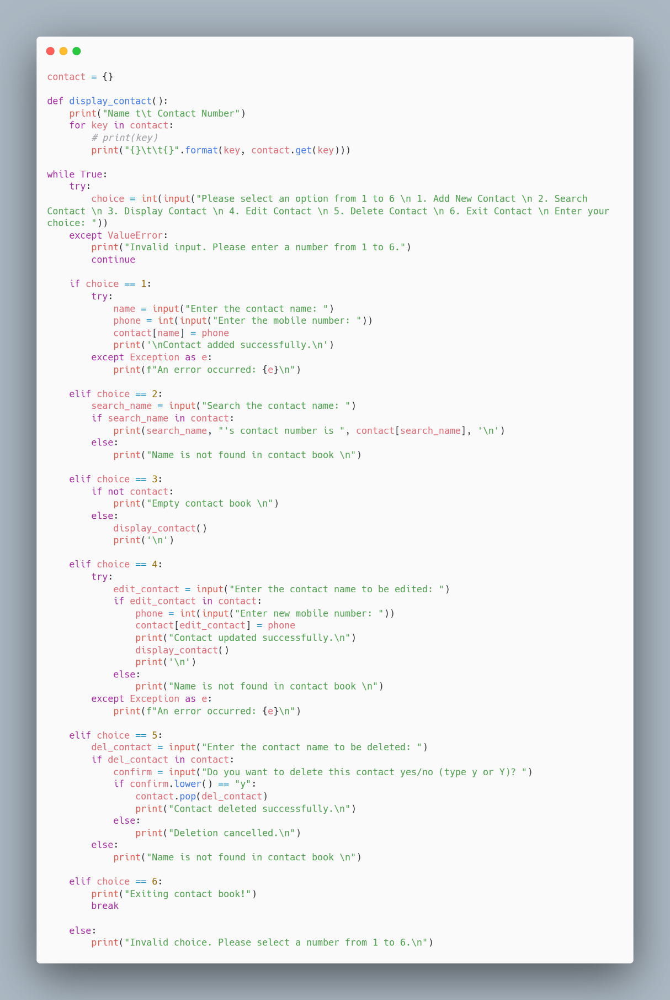 contact = {}

def display_contact():
    print("Name t\t Contact Number")
    for key in contact:
        # print(key)
        print("{}\t\t{}".format(key, contact.get(key)))

while True:
    try:
        choice = int(input("Please select an option from 1 to 6 \n 1. Add New Contact \n 2. Search
Contact \n 3. Display Contact \n 4. Edit Contact \n 5. Delete Contact \n 6. Exit Contact \n Enter your
choice: "))
    except ValueError:
        print("Invalid input. Please enter a number from 1 to 6.")
        continue

    if choice == 1:
        try:
            name = input("Enter the contact name: ")
            phone = int(input("Enter the mobile number: "))
            contact[name] = phone
            print('\nContact added successfully.\n')
        except Exception as e:
            print(f"An error occurred: {e}\n")

    elif choice == 2:
        search_name = input("Search the contact name: ")
        if search_name in contact:
            print(search_name, "'s contact number is ", contact[search_name], '\n')
        else:
            print("Name is not found in contact book \n")

    elif choice == 3:
        if not contact:
            print("Empty contact book \n")
        else:
            display_contact()
            print('\n')

    elif choice == 4:
        try:
            edit_contact = input("Enter the contact name to be edited: ")
            if edit_contact in contact:
                phone = int(input("Enter new mobile number: "))
                contact[edit_contact] = phone
                print("Contact updated successfully.\n")
                display_contact()
                print('\n')
            else:
                print("Name is not found in contact book \n")
        except Exception as e:
            print(f"An error occurred: {e}\n")

    elif choice == 5:
        del_contact = input("Enter the contact name to be deleted: ")
        if del_contact in contact:
            confirm = input("Do you want to delete this contact yes/no (type y or Y)? ")
            if confirm.lower() == "y":
                contact.pop(del_contact)
                print("Contact deleted successfully.\n")
            else:
                print("Deletion cancelled.\n")
        else:
            print("Name is not found in contact book \n")

    elif choice == 6:
        print("Exiting contact book!")
        break

    else:
        print("Invalid choice. Please select a number from 1 to 6.\n")